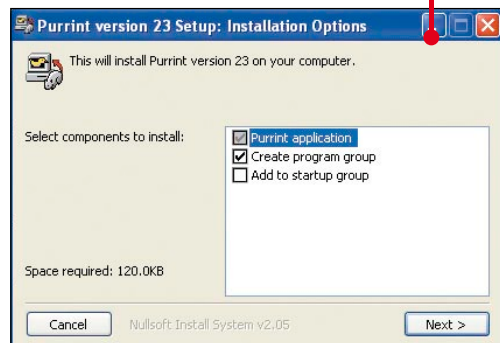 Purrint version 23 Setup: Installation Options
This will install Purrint version 23 on your computer.
Select components to install:
Purrint application
Create program group
Add to startup group
Space required: 120.0KB
Cancel
Nullsoft Install System v2.05
Next >